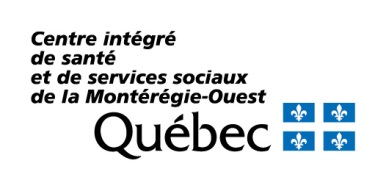 Centre intégré
de santé
et de services sociaux
de la Montérégie-Ouest
Québec